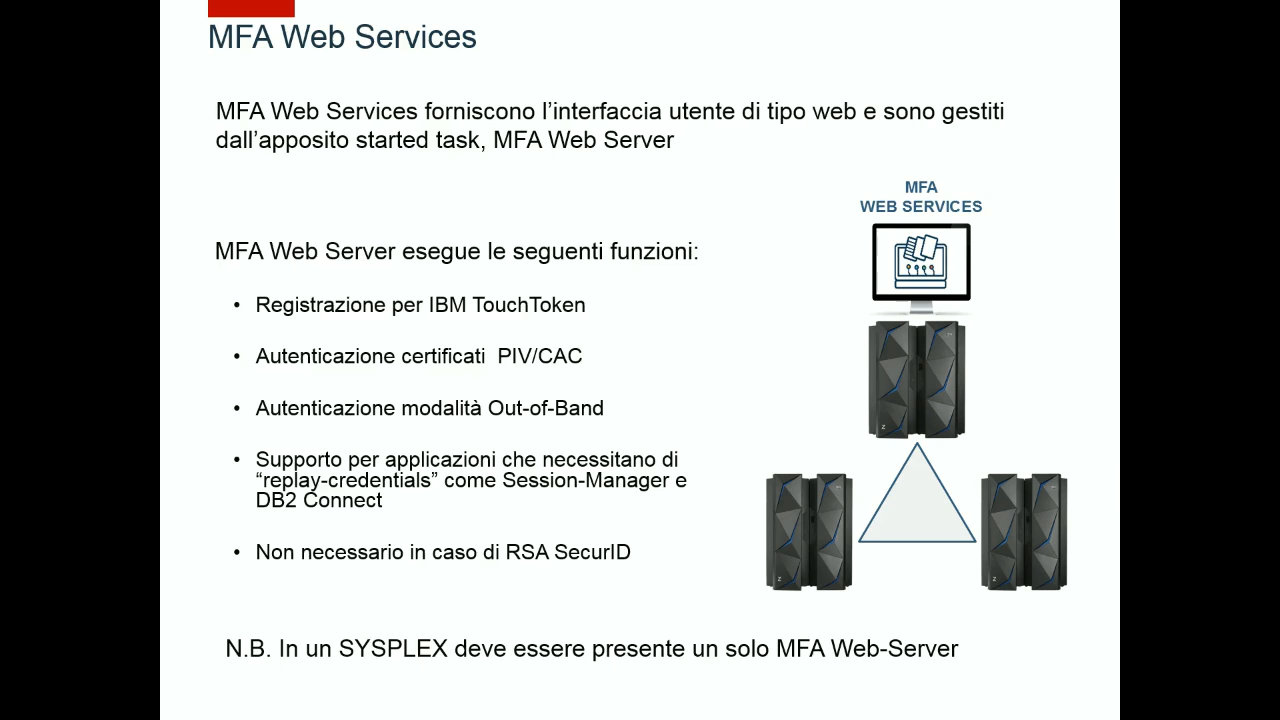 MFA Web Services
MFA Web Services forniscono l’interfaccia utente di tipo web e sono gestiti
dall’apposito started task, MFA Web Server
MFA
WEB SERVICES
MFA Web Server esegue le seguenti funzioni:
• Registrazione per IBM TouchToken
• Autenticazione certificati  PIV/CAC
• Autenticazione modalità Out-of-Band
• Supporto per applicazioni che necessitano di
“replay-credentials” come Session-Manager e
DB2 Connect
• Non necessario in caso di RSA SecurID
N.B. In un SYSPLEX deve essere presente un solo MFA Web-Server